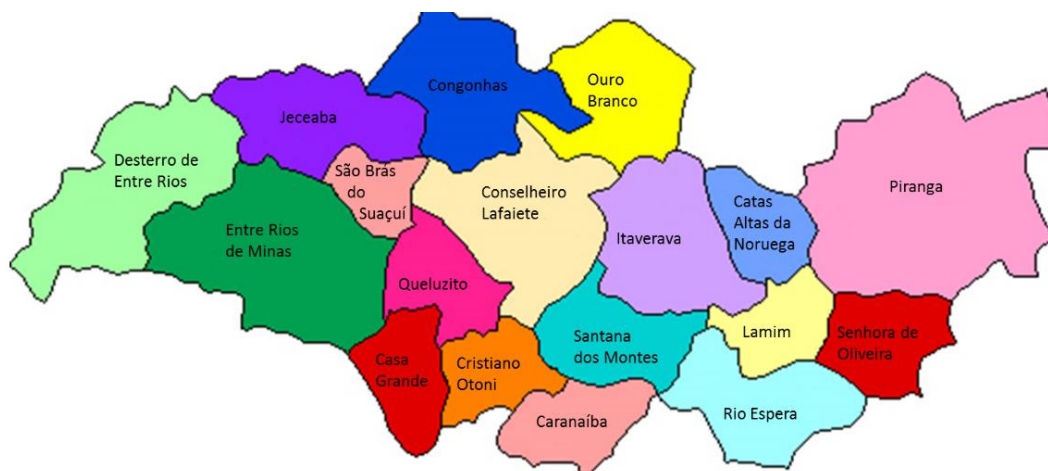 Congonhas
Ouro
Branco
Jeceaba
Desterro de
Entre Rios
São Brás
do
Suaçuí
Conselheiro
Lafaiete
Catas
Altas da
Noruega
Piranga
Entre Rios
de Minas
Itaverava
Queluzito
Santana
dos Montes
Lamim
Senhora de
Oliveira
Casa
Grande
Cristiano
Otoni
Caranaíba
Rio Espera